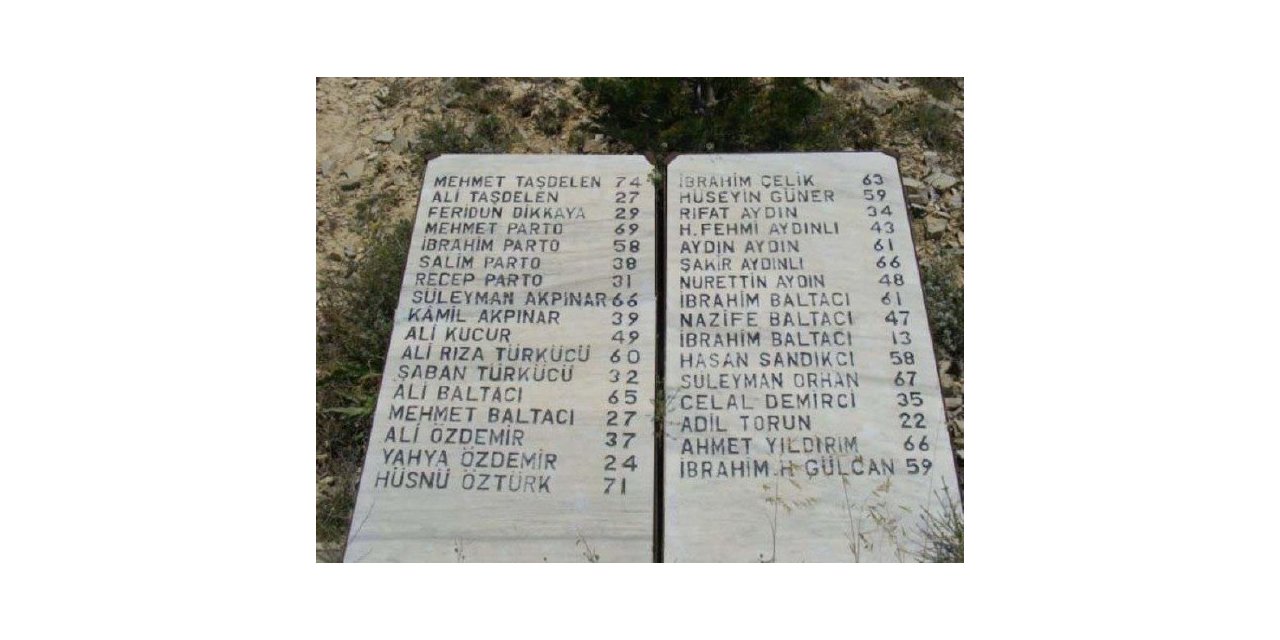 MEHMET TAŞDELEN 74
ALİ TAŞDELEN 27
FERİDUN DİKKAYA 29
MEHMET PARTO 69
İBRAHİM PARTO 58
SALİM PARTO 38
RECEP PARTO 31
SÜLEYMAN AKPINAR 66
KAMİL AKPINAR 39
ALİ KUCUR 49
ALİ RIZA TÜRKÜCÜ 60
ŞABAN TÜRKÜCÜ 32
ALİ BALTACI 65
MEHMET BALTACI 27
ALİ ÖZDEMİR 37
YAHYA ÖZDEMİR 24
HÜSNÜ ÖZTÜRK 71
İBRAHİM ÇELİK 63
HÜSEYİN GÜNER 59
RIFAT AYDIN 34
H.FEHMİ AYDINLI 43
AYDIN AYDIN 61
ŞAKİR AYDINLI 66
NURETTİN AYDIN 48
İBRAHİM BALTACI 61
NAZİFE BALTACI 47
İBRAHİM BALTACI 13
HASAN SANDIKCI 58
SÜLEYMAN ORHAN 67
CELAL DEMİRCİ 35
ADİL TORUN 22
AHMET YILDIRIM 66
İBRAHİM.H GÜLCAN 59